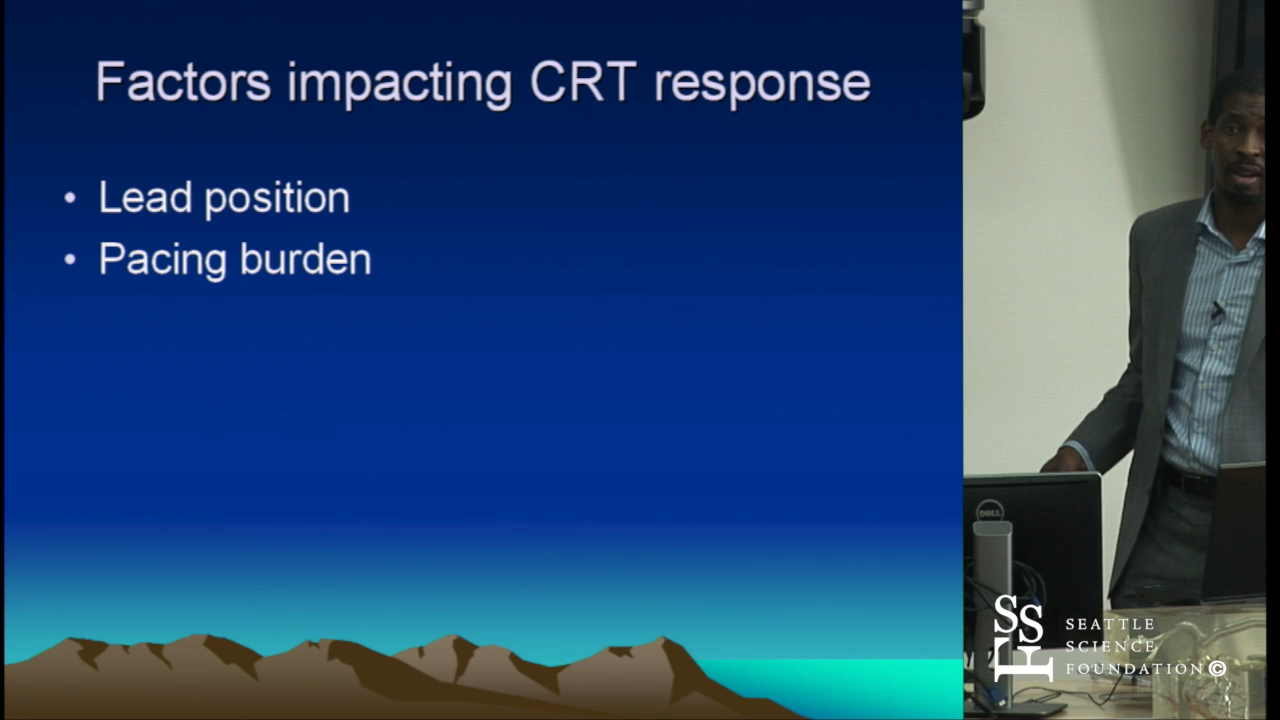 Factors impacting CRT response
• Lead position
• Pacing burden
DELL
SSF
SEATTLE
SCIENCE
FOUNDATION©